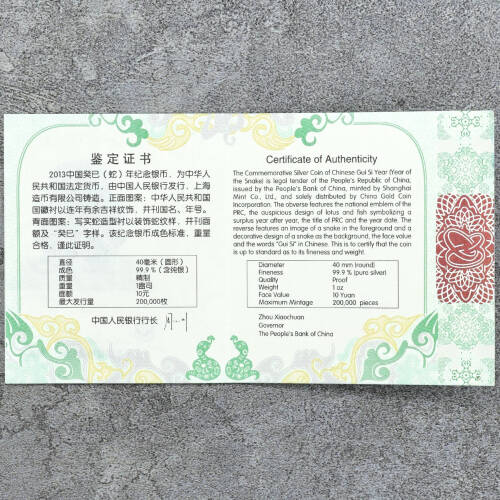 鉴定证书
2013中国癸巳(蛇)年纪念银币，为中华人
民共和国法定货币，由中国人民银行发行，上海
造币有限公司铸造。正面图案：中华人民共和国
国徽衬以连年有余吉祥纹饰，并刊国名、年号。
背面图案：写实蛇造型衬以装饰蛇纹样，并刊面
额及“癸巳”字样。该纪念银币成色标准、重量
合格，谨此证明。
直径 40毫米（圆形）
成色 99.9%（含纯银）
质量 精制
重量 1盎司
面额 10元
最大发行量 200,000枚
中国人民银行行长
Certificate of Authenticity
The Commemorative Silver Coin of Chinese Gui Si Year (Year of
the Snake) is legal tender of the People's Republic of China,
issued by the People's Bank of China, minted by Shanghai
Mint Co., Ltd., and solely distributed by China Gold Coin
Incorporation. The obverse features the national emblem of the
PRC, the auspicious design of lotus and fish symbolizing a
surplus year after year, the title of PRC and the year date. The
reverse features an image of a snake in the foreground and a
decorative design of a snake as the background, the face value
and the words "Gui Si" in Chinese. This is to certify that the coin
is up to standard as to its fineness and weight.
Diameter 40 mm (round)
Fineness 99.9 % (pure silver)
Quality Proof
Weight 1 oz
Face Value 10 Yuan
Maximum Mintage 200,000 pieces
Zhou Xiaochuan
Governor
The People's Bank of China